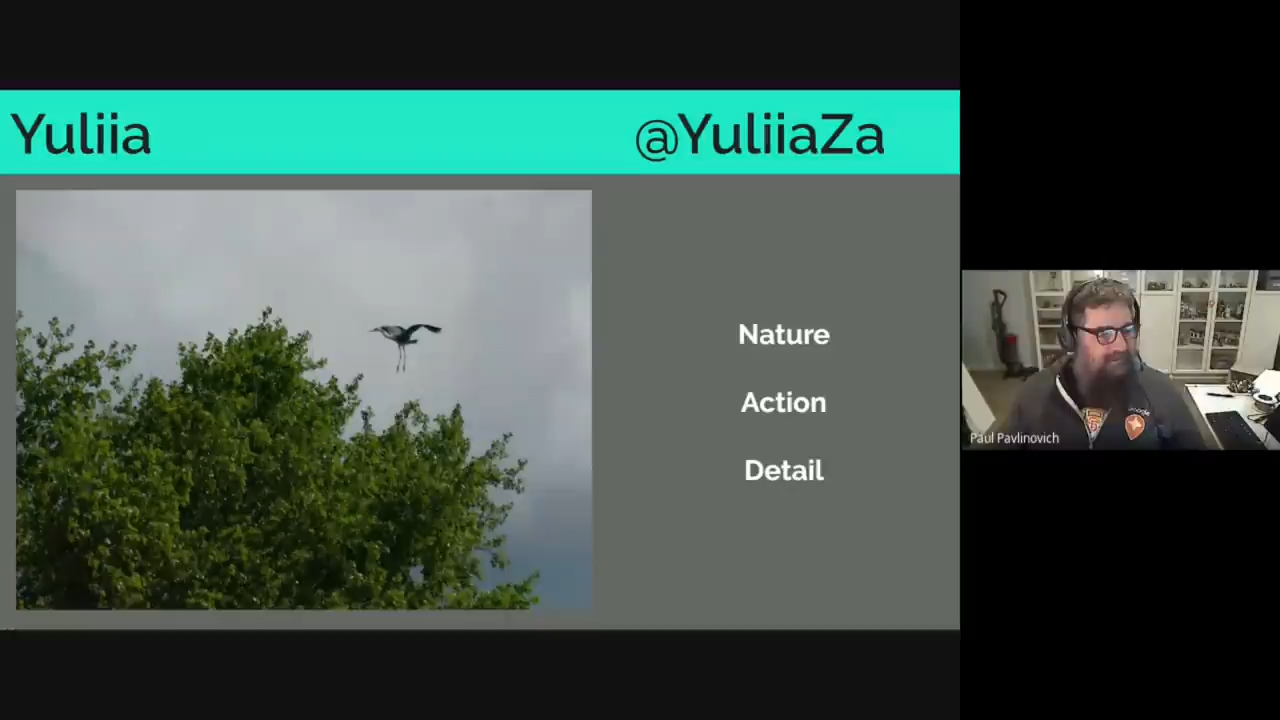 Yuliia
@YuliiaZa
Nature
Action
Detail
Paul Pavlinovich